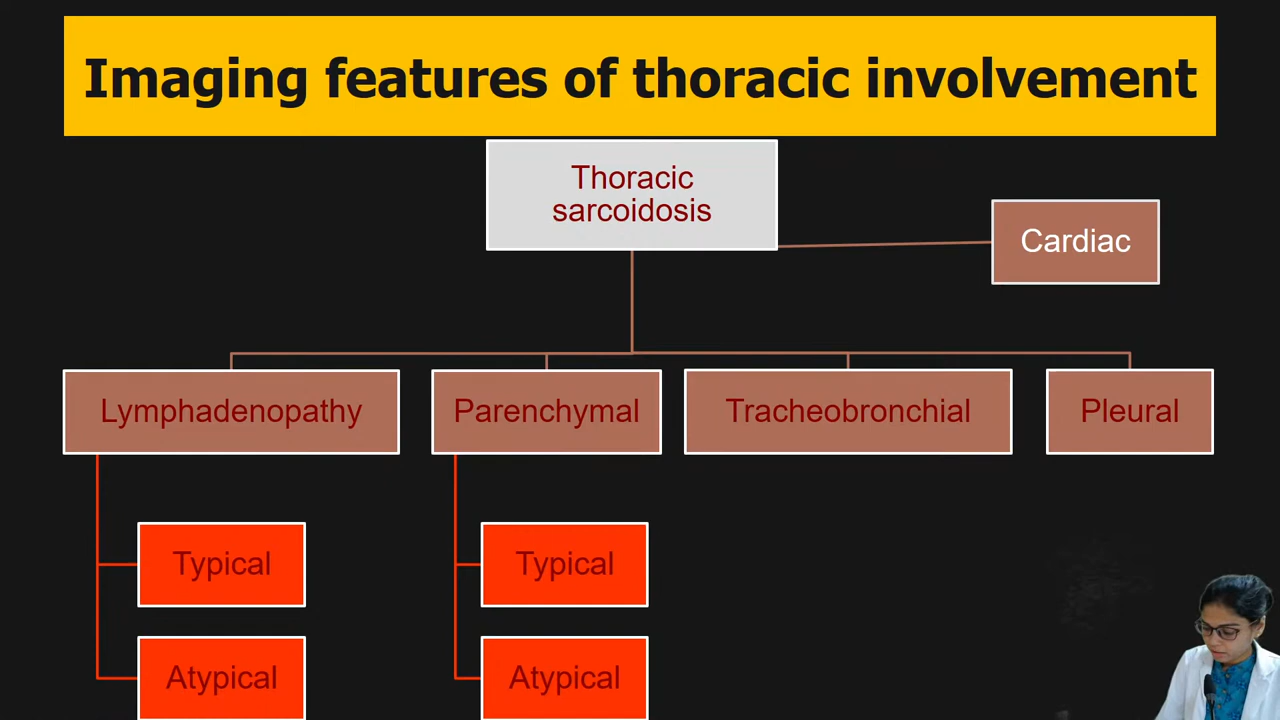 Imaging features of thoracic involvement
Thoracic
sarcoidosis
Cardiac
Lymphadenopathy
Parenchymal
Tracheobronchial
Pleural
Typical
Typical
Atypical
Atypical